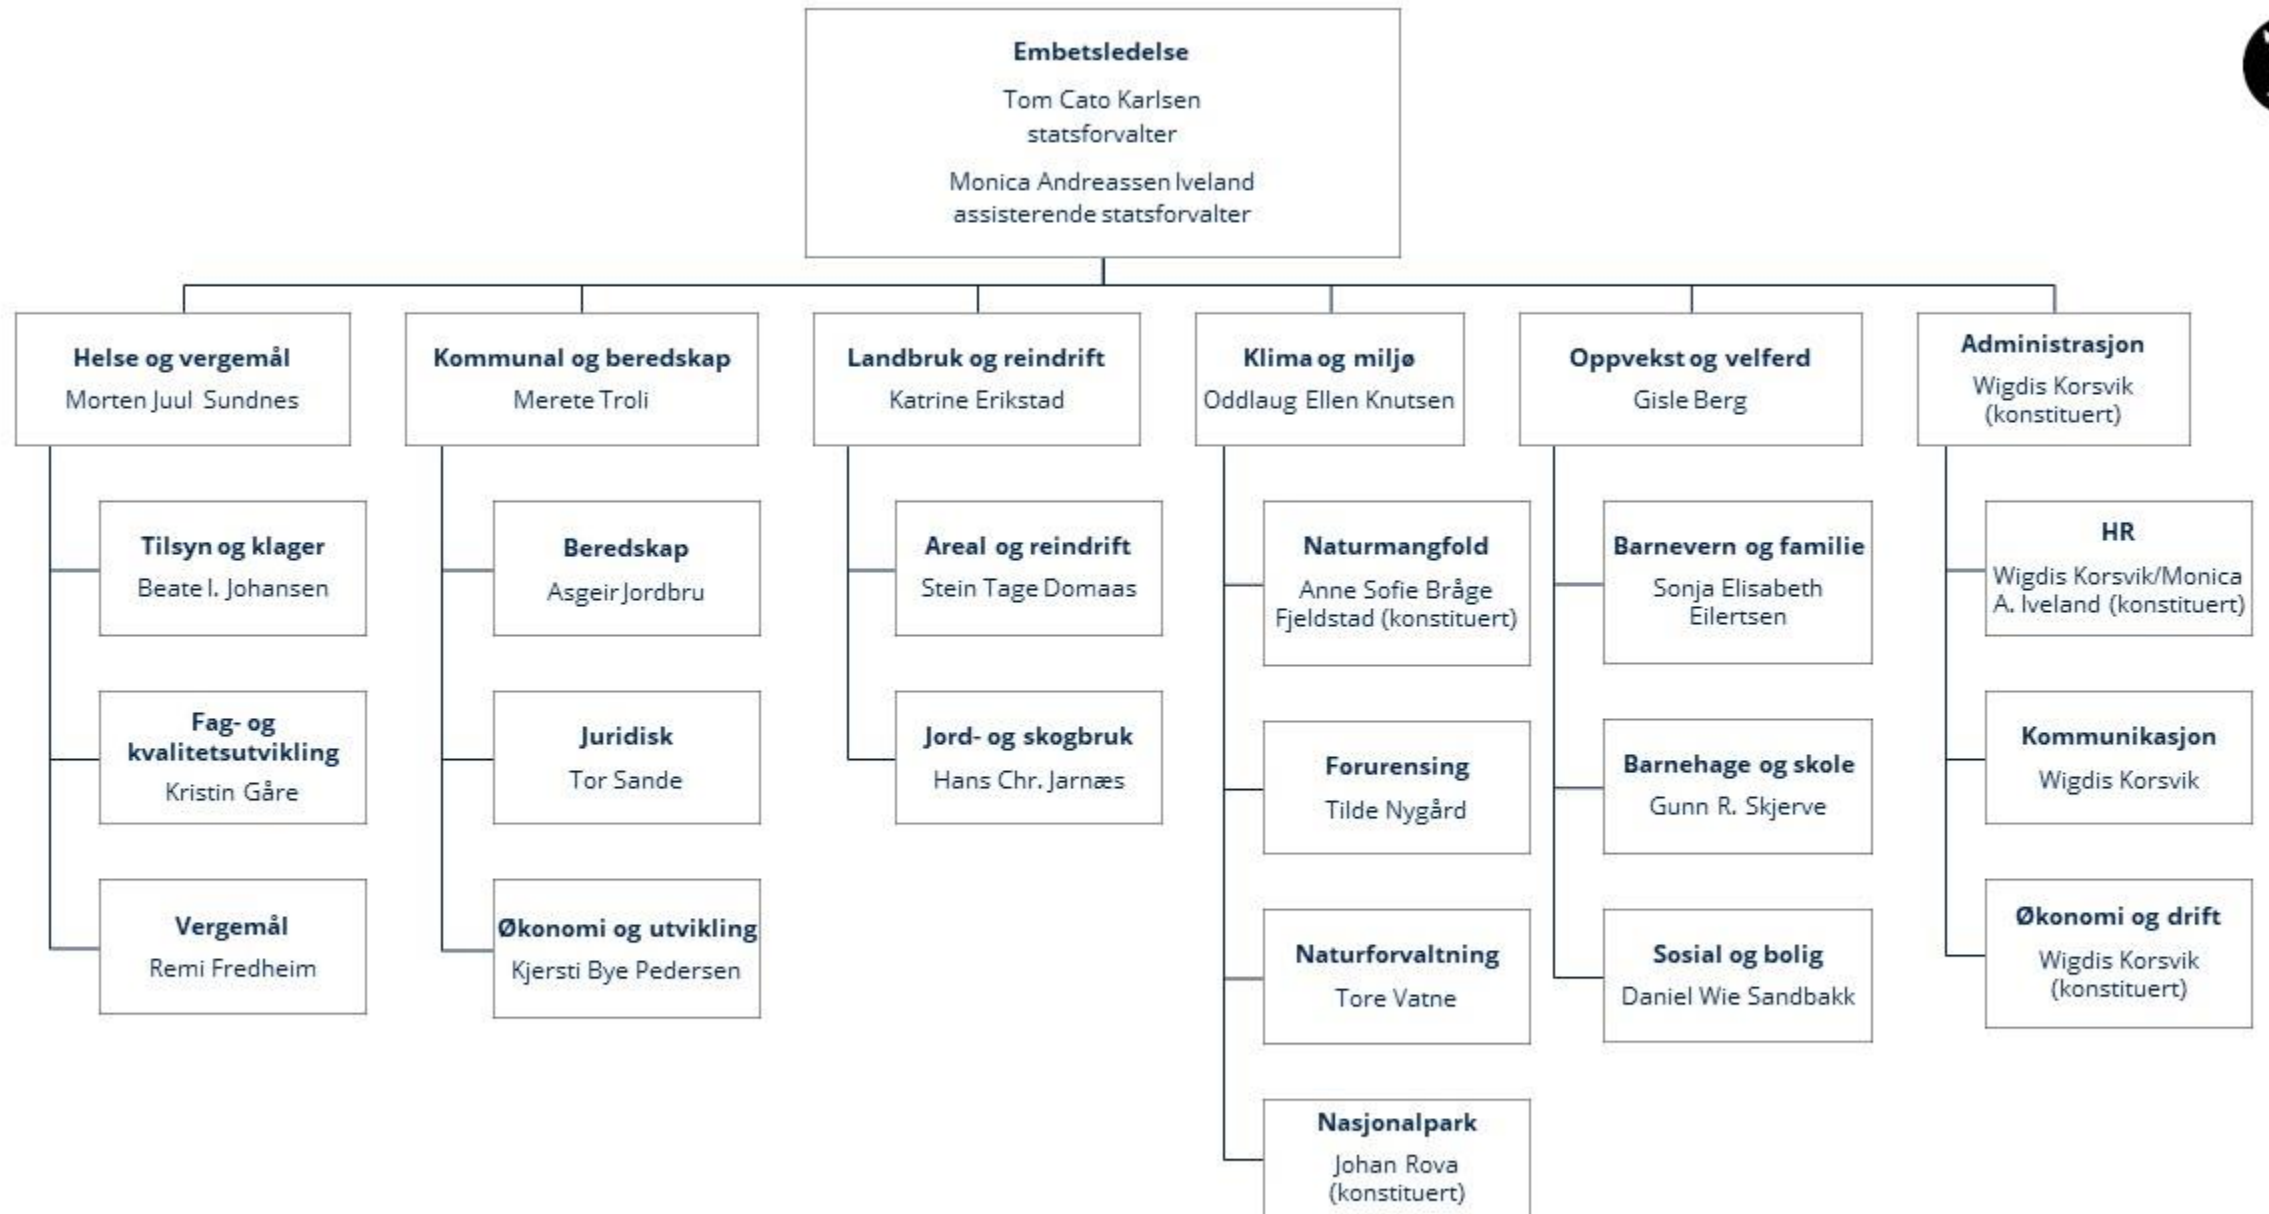 Embetsledelse
Tom Cato Karlsen
statsforvalter
Monica Andreassen Iveland
assisterende statsforvalter
Helse og vergemål
Morten Juul Sundnes
Tilsyn og klager
Beate I. Johansen
Fag- og
kvalitetsutvikling
Kristin Gåre
Vergemål
Remi Fredheim
Kommunal og beredskap
Merete Troli
Beredskap
Asgeir Jordbru
Juridisk
Tor Sande
Økonomi og utvikling
Kjersti Bye Pedersen
Landbruk og reindrift
Katrine Erikstad
Areal og reindrift
Stein Tage Domaas
Jord- og skogbruk
Hans Chr. Jarnæs
Klima og miljø
Oddlaug Ellen Knutsen
Naturmangfold
Anne Sofie Bråge
Fjeldstad (konstituert)
Forurensing
Tilde Nygård
Naturforvaltning
Tore Vatne
Nasjonalpark
Johan Rova
(konstituert)
Oppvekst og velferd
Gisle Berg
Barnevern og familie
Sonja Elisabeth
Eilertsen
Barnehage og skole
Gunn R. Skjerve
Sosial og bolig
Daniel Wie Sandbakk
Administrasjon
Wigdis Korsvik
(konstituert)
HR
Wigdis Korsvik/Monica
A. Iveland (konstituert)
Kommunikasjon
Wigdis Korsvik
Økonomi og drift
Wigdis Korsvik
(konstituert)